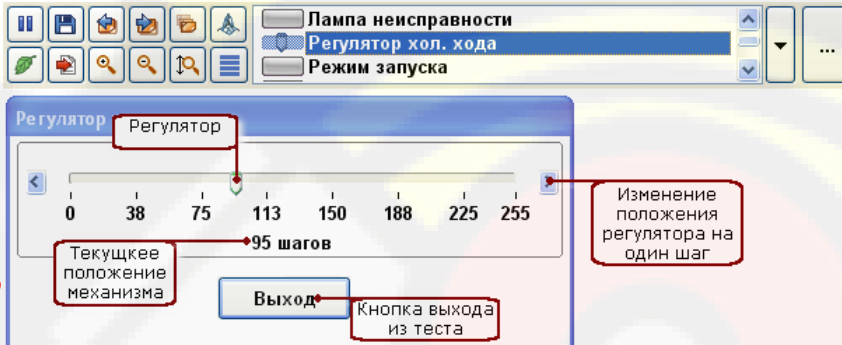 Лампа неисправности
Регулятор хол. хода
Режим запуска
...
Регулятор
Регулятор
0 38 75 113 150 188 225 255
95 шагов
Текущкее
положение
механизма
Изменение
положения
регулятора на
один шаг
Выход
Кнопка выхода
из теста